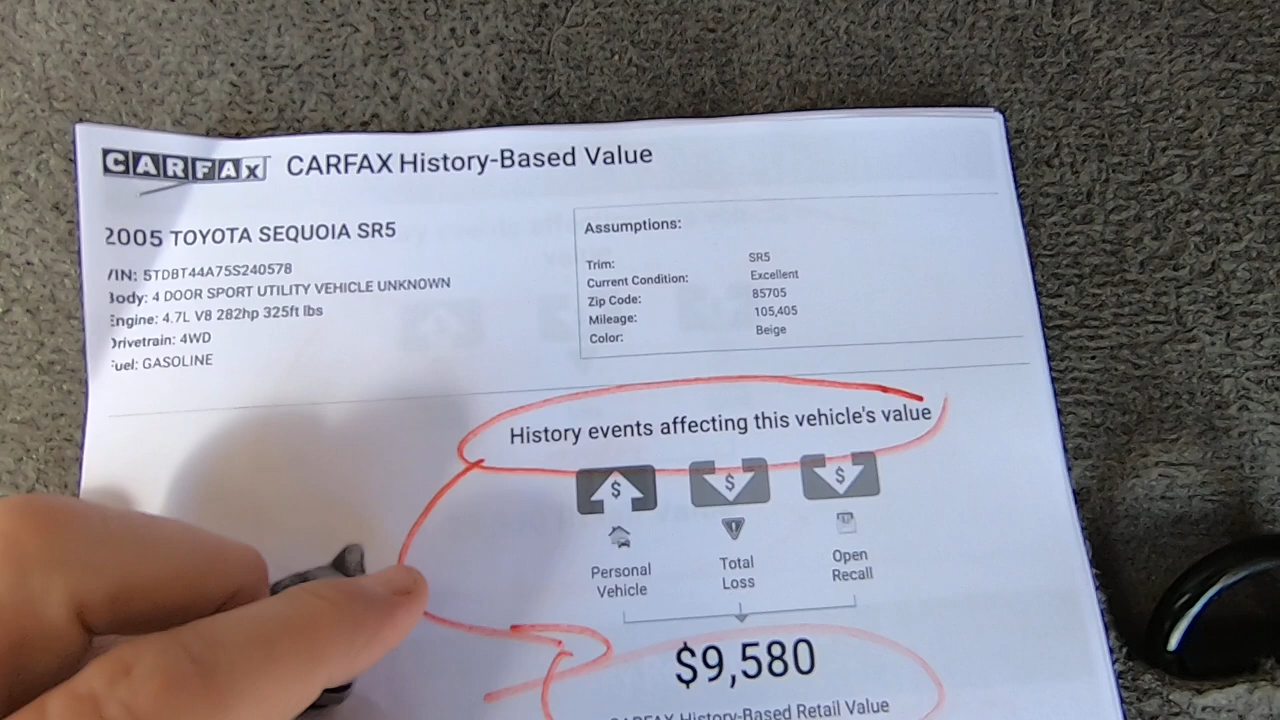 CARFAX CARFAX History-Based Value
2005 TOYOTA SEQUOIA SR5
VIN: 5TDBT44A75S240578
Body: 4 DOOR SPORT UTILITY VEHICLE UNKNOWN
Engine: 4.7L V8 282hp 325ft lbs
Drivetrain: 4WD
Fuel: GASOLINE
Assumptions:
Trim: SR5
Current Condition: Excellent
Zip Code: 85705
Mileage: 105,405
Color: Beige
History events affecting this vehicle's value
$ $ $
Personal Vehicle
Total Loss
Open Recall
$9,580
CARFAX History-Based Retail Value